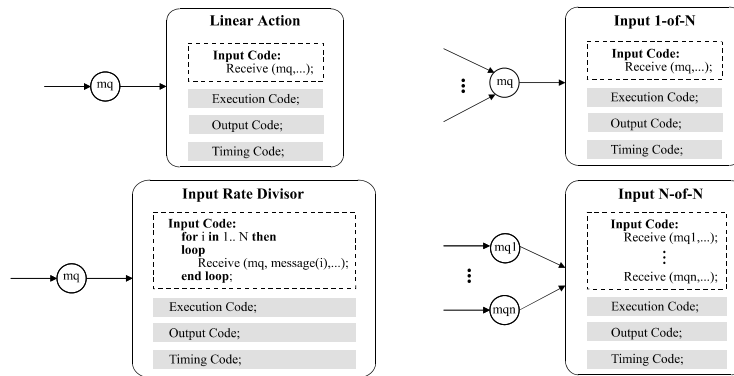 Linear Action
Input Code:
Receive (mq,...);
mq
Execution Code;
Output Code;
Timing Code;
Input 1-of-N
Input Code:
Receive (mq,...);
mq
Execution Code;
Output Code;
Timing Code;
Input Rate Divisor
Input Code:
for i in 1.. N then
loop
Receive (mq, message(i),...);
end loop;
mq
Execution Code;
Output Code;
Timing Code;
Input N-of-N
Input Code:
Receive (mq1,...);
Receive (mqn,...);
mq1
mqn
Execution Code;
Output Code;
Timing Code;